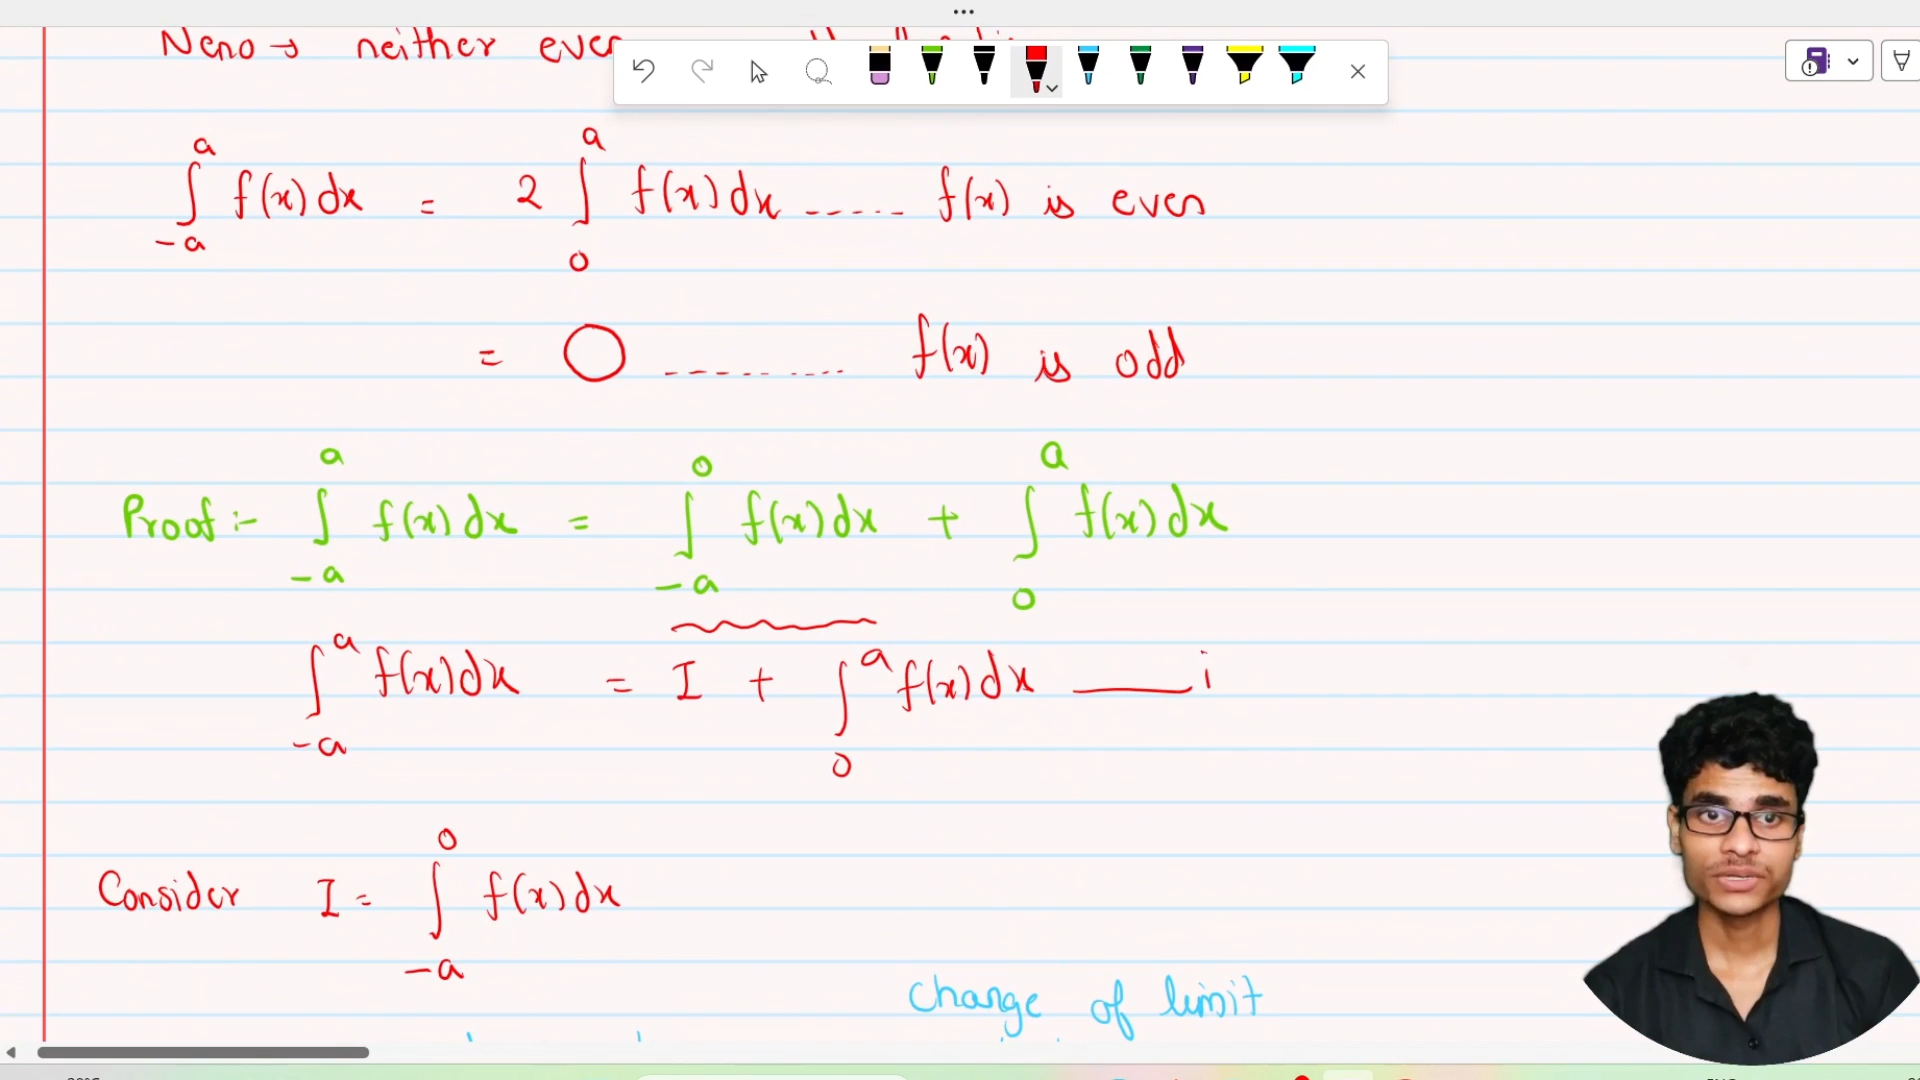 Neno → neither even
∫_{-a}^{a} f(x) dx = 2 ∫_{0}^{a} f(x) dx ----- f(x) is even
= 0 ---------- f(x) is odd
Proof :- ∫_{-a}^{a} f(x) dx = ∫_{-a}^{0} f(x) dx + ∫_{0}^{a} f(x) dx
∫_{-a}^{a} f(x) dx = I + ∫_{0}^{a} f(x) dx ——— i
Consider I = ∫_{-a}^{0} f(x) dx
Change of limit